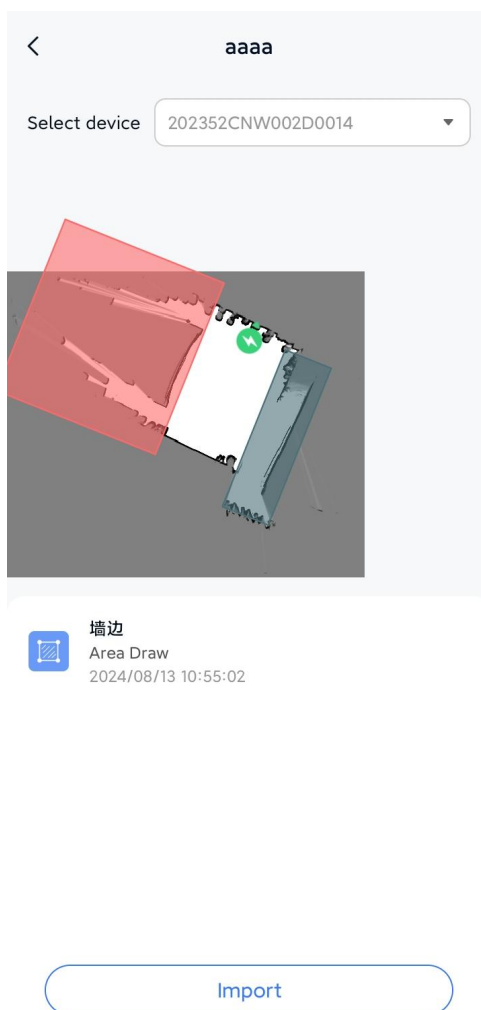 aaaa
Select device
202352CNW002D0014
墙边
Area Draw
2024/08/13 10:55:02
Import